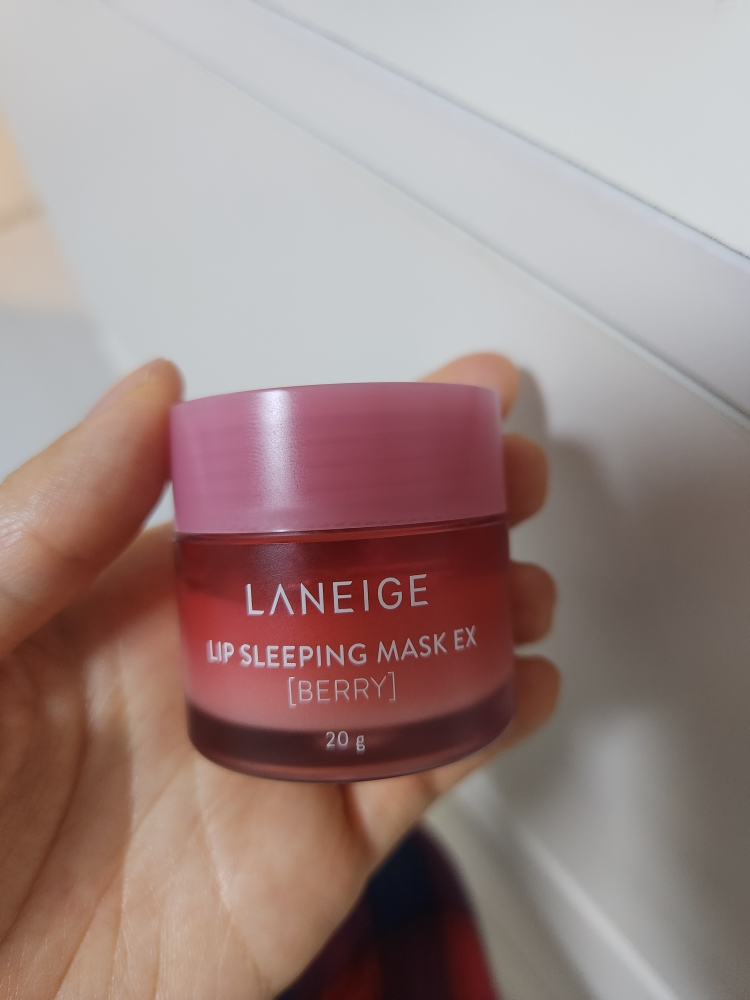 LANEIGE
LIP SLEEPING MASK EX
[BERRY]
20 g